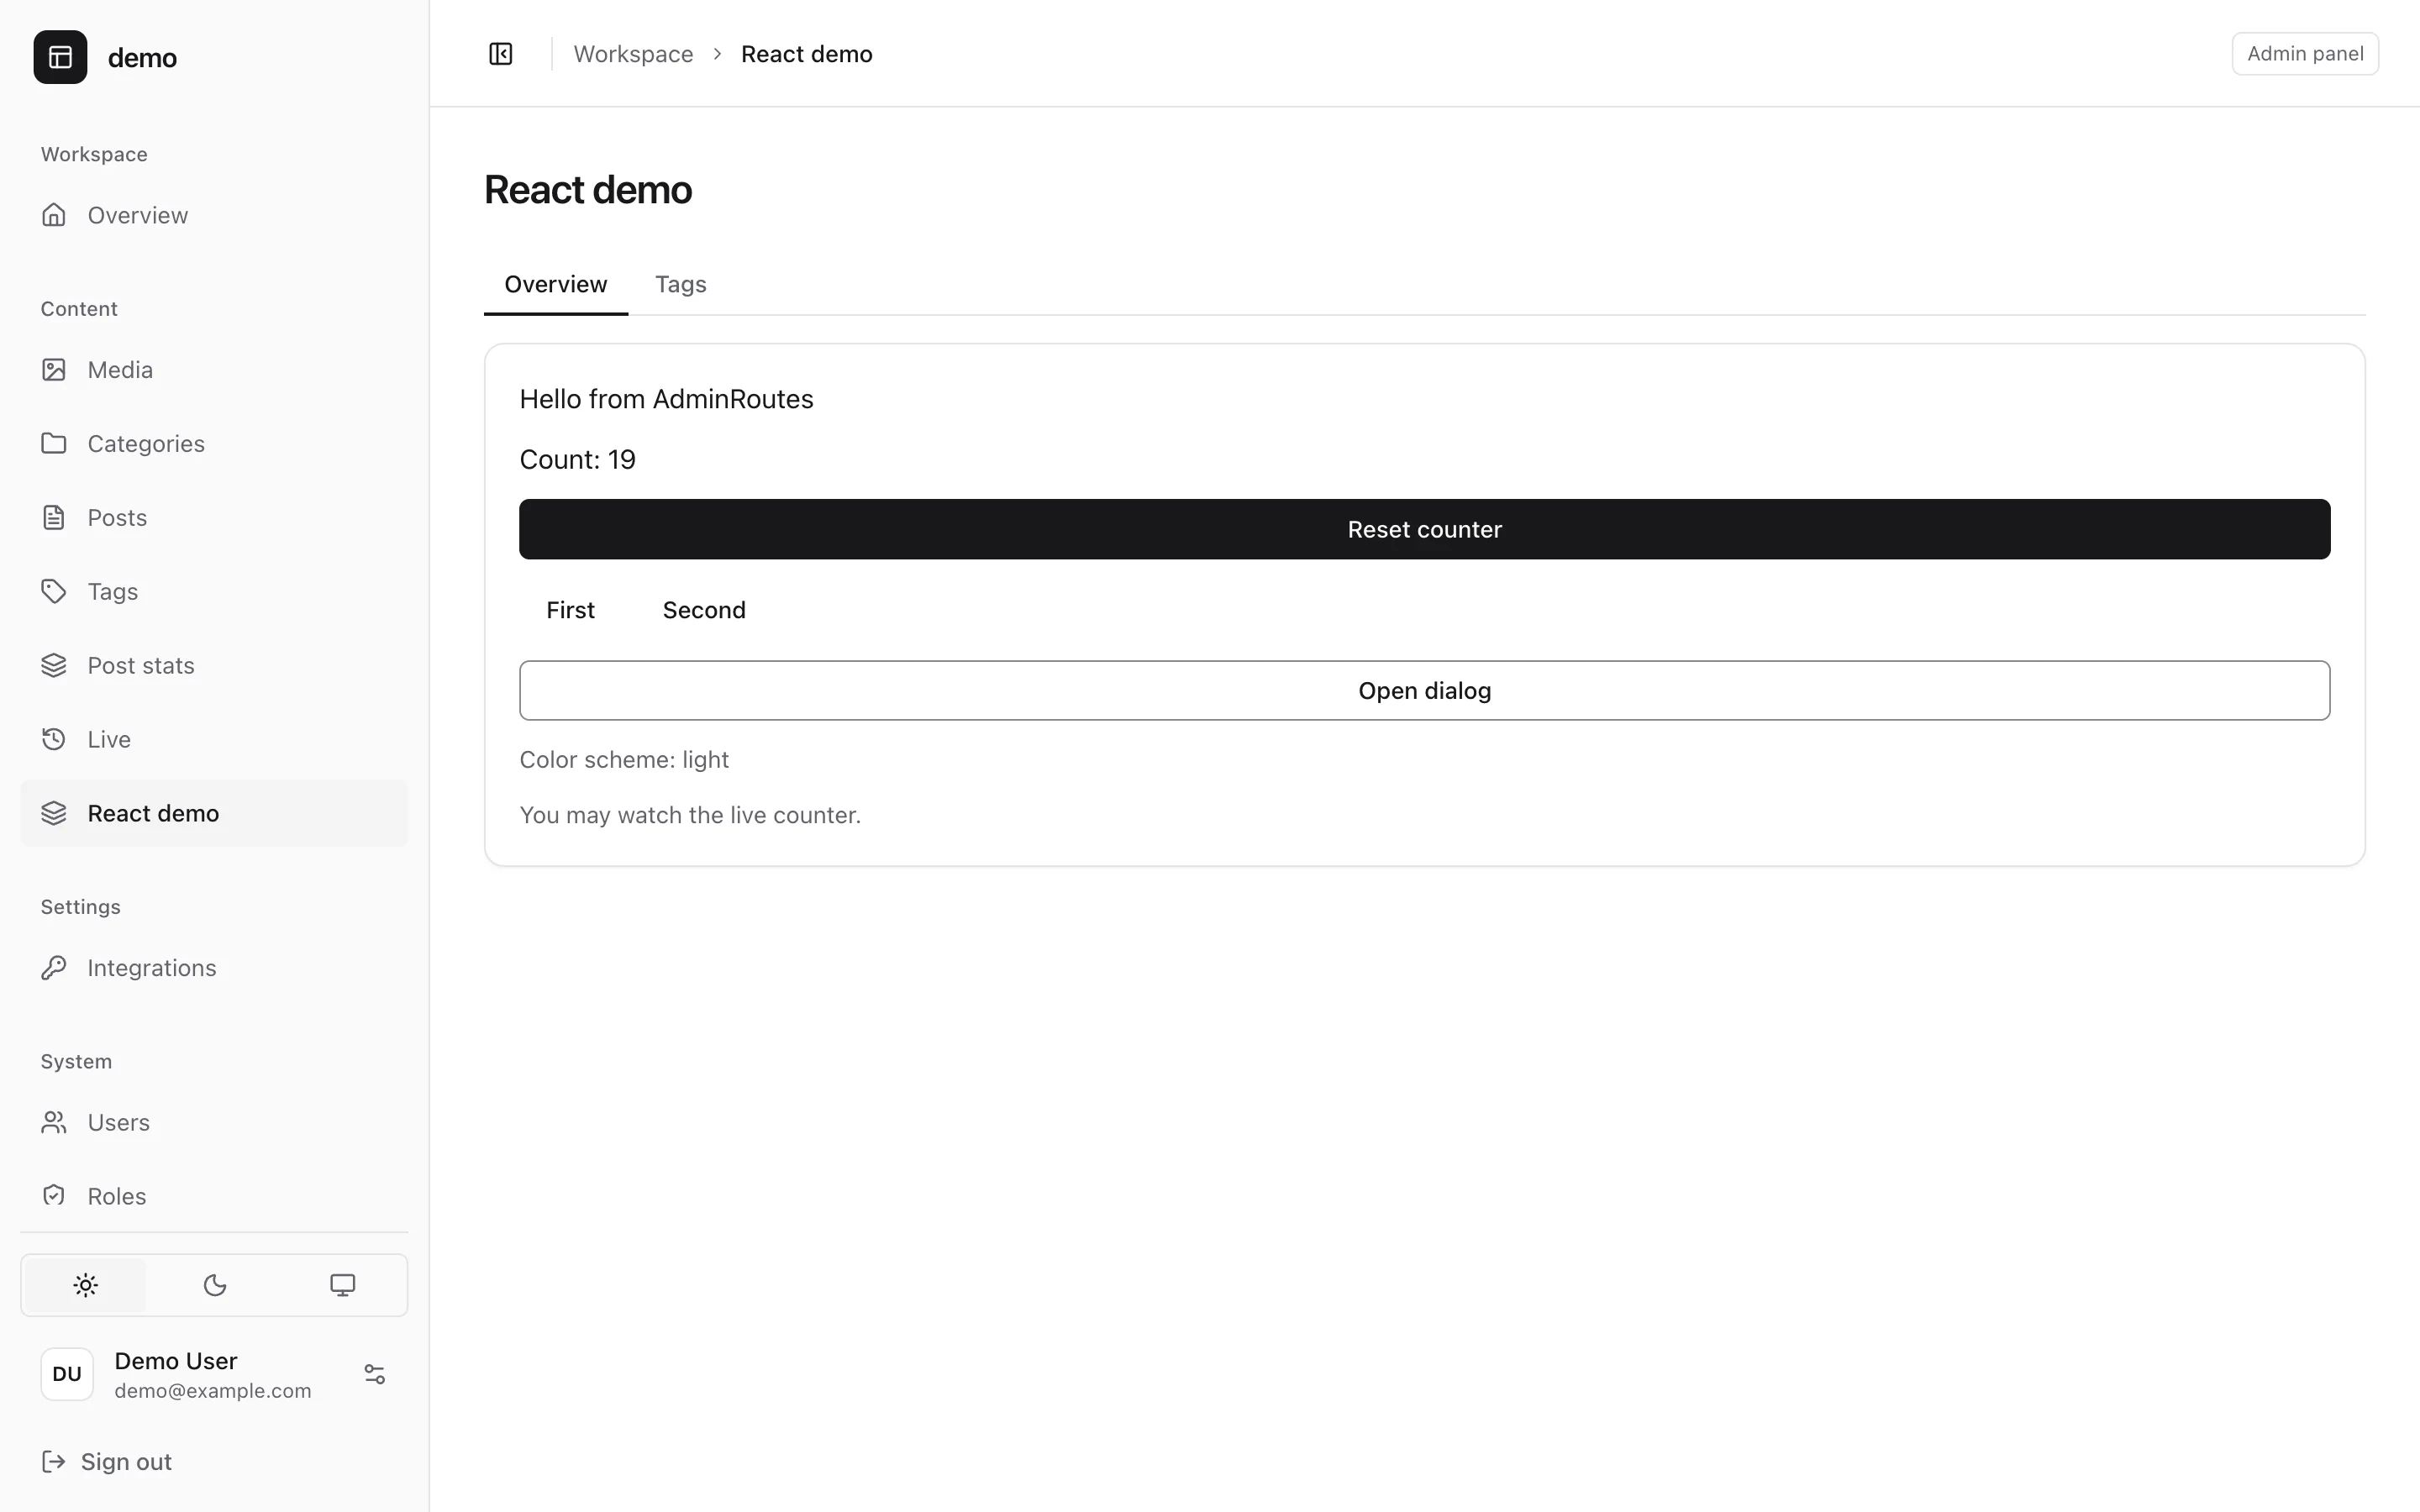 demo
Workspace
Overview
Content
Media
Categories
Posts
Tags
Post stats
Live
React demo
Settings
Integrations
System
Users
Roles
DU
Demo User
demo@example.com
Sign out
Workspace > React demo
Admin panel
React demo
Overview Tags
Hello from AdminRoutes
Count: 19
Reset counter
First Second
Open dialog
Color scheme: light
You may watch the live counter.